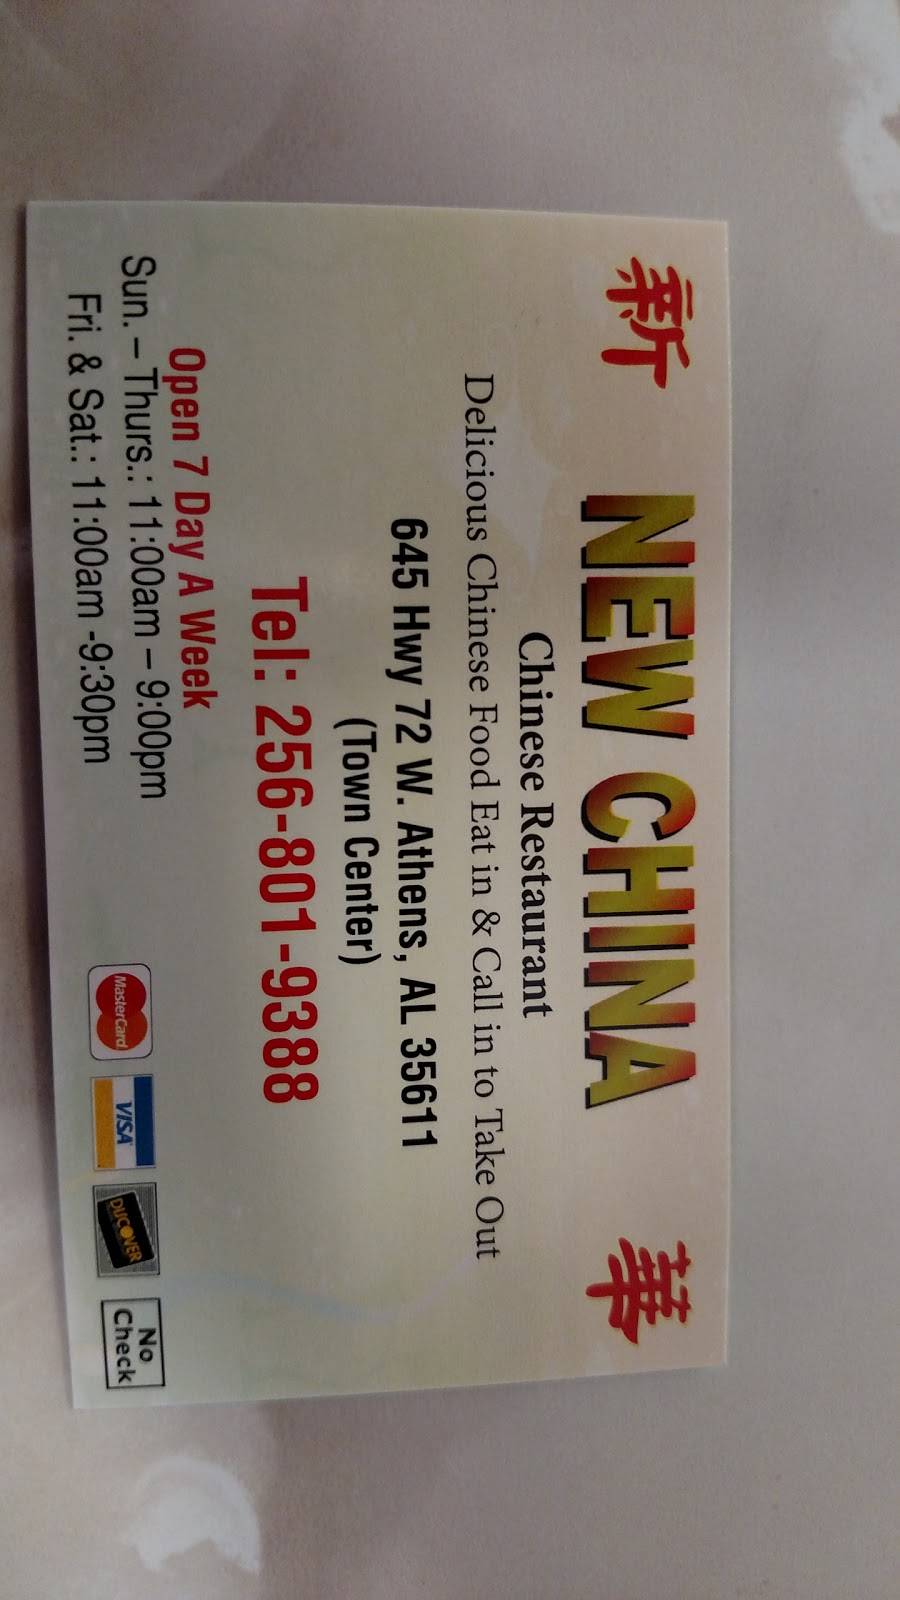 新 NEW CHINA 華
Chinese Restaurant
Delicious Chinese Food Eat in & Call in to Take Out
645 Hwy 72 W. Athens, AL 35611
(Town Center)
Tel: 256-801-9388
Open 7 Day A Week
Sun. – Thurs.: 11:00am – 9:00pm
Fri. & Sat.: 11:00am -9:30pm
MasterCard
VISA
DISCOVER
No
Check